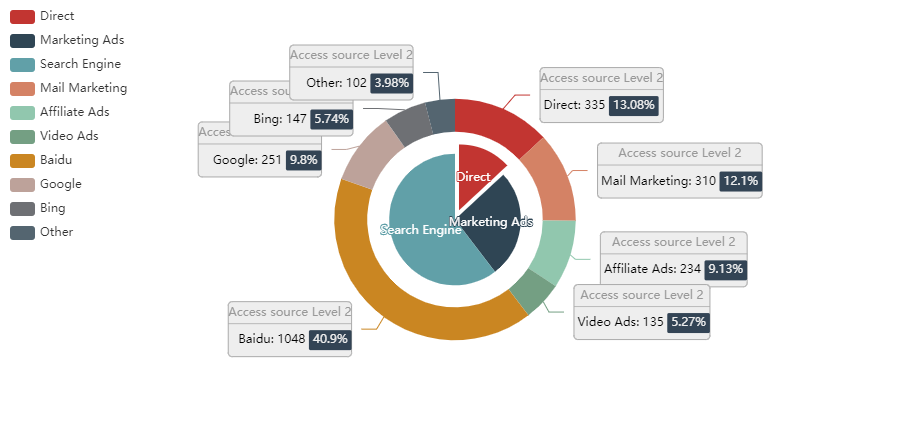 Direct
Marketing Ads
Search Engine
Mail Marketing
Affiliate Ads
Video Ads
Baidu
Google
Bing
Other
Access source Level 2
Other: 102 3.98%
Access sou
Bing: 147 5.74%
Acces
Google: 251 9.8%
Access source Level 2
Direct: 335 13.08%
Access source Level 2
Mail Marketing: 310 12.1%
Access source Level 2
Affiliate Ads: 234 9.13%
Access source Level 2
Video Ads: 135 5.27%
Access source Level 2
Baidu: 1048 40.9%
Direct
Marketing Ads
Search Engine